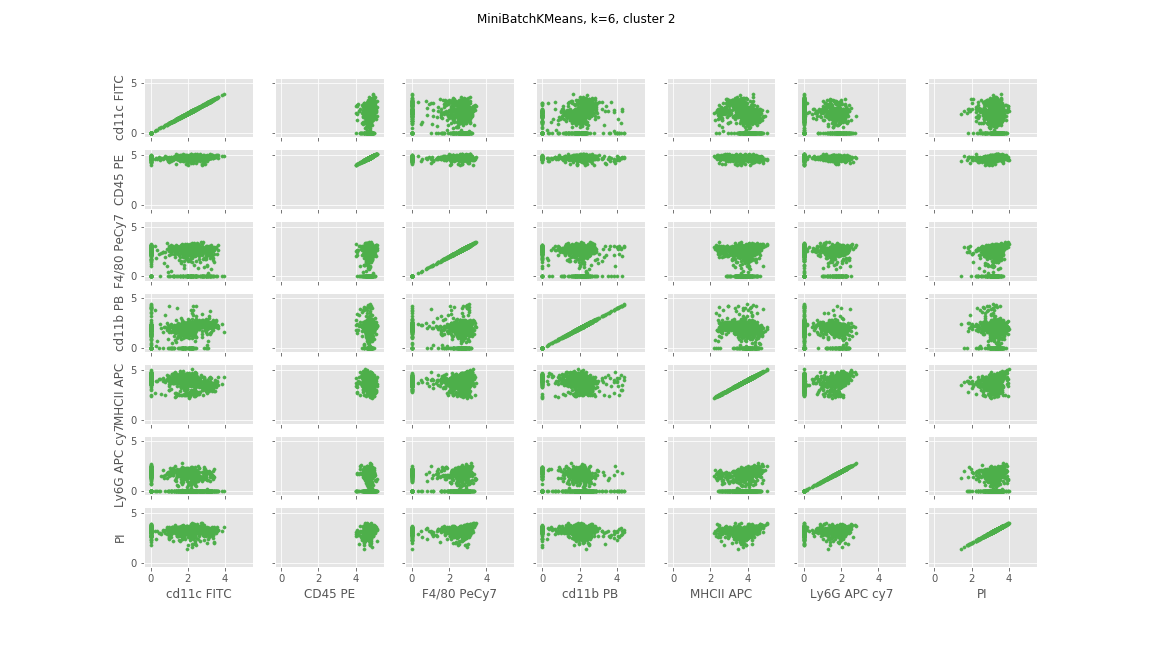 MiniBatchKMeans, k=6, cluster 2
cd11c FITC
5
0
CD45 PE
5
0
F4/80 PeCy7
5
0
cd11b PB
5
0
MHCII APC
5
0
Ly6G APC cy7
5
0
PI
5
0
0 2 4 0 2 4 0 2 4 0 2 4 0 2 4 0 2 4 0 2 4
cd11c FITC CD45 PE F4/80 PeCy7 cd11b PB MHCII APC Ly6G APC cy7 PI